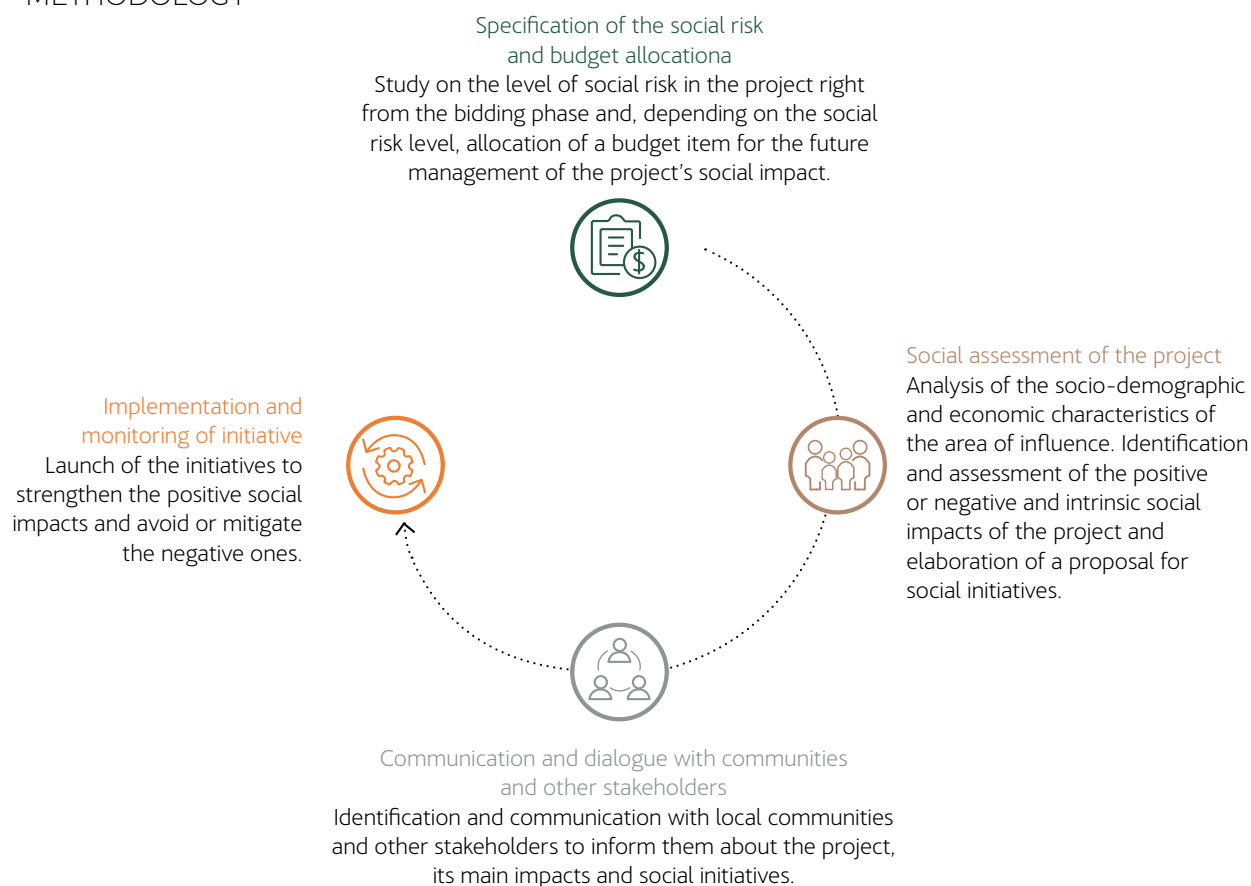 METHODOLOGY
Specification of the social risk
and budget allocationa
Study on the level of social risk in the project right
from the bidding phase and, depending on the social
risk level, allocation of a budget item for the future
management of the project's social impact.
$
Social assessment of the project
Analysis of the socio-demographic
and economic characteristics of
the area of influence. Identification
and assessment of the positive
or negative and intrinsic social
impacts of the project and
elaboration of a proposal for
social initiatives.
Implementation and
monitoring of initiative
Launch of the initiatives to
strengthen the positive social
impacts and avoid or mitigate
the negative ones.
Communication and dialogue with communities
and other stakeholders
Identification and communication with local communities
and other stakeholders to inform them about the project,
its main impacts and social initiatives.